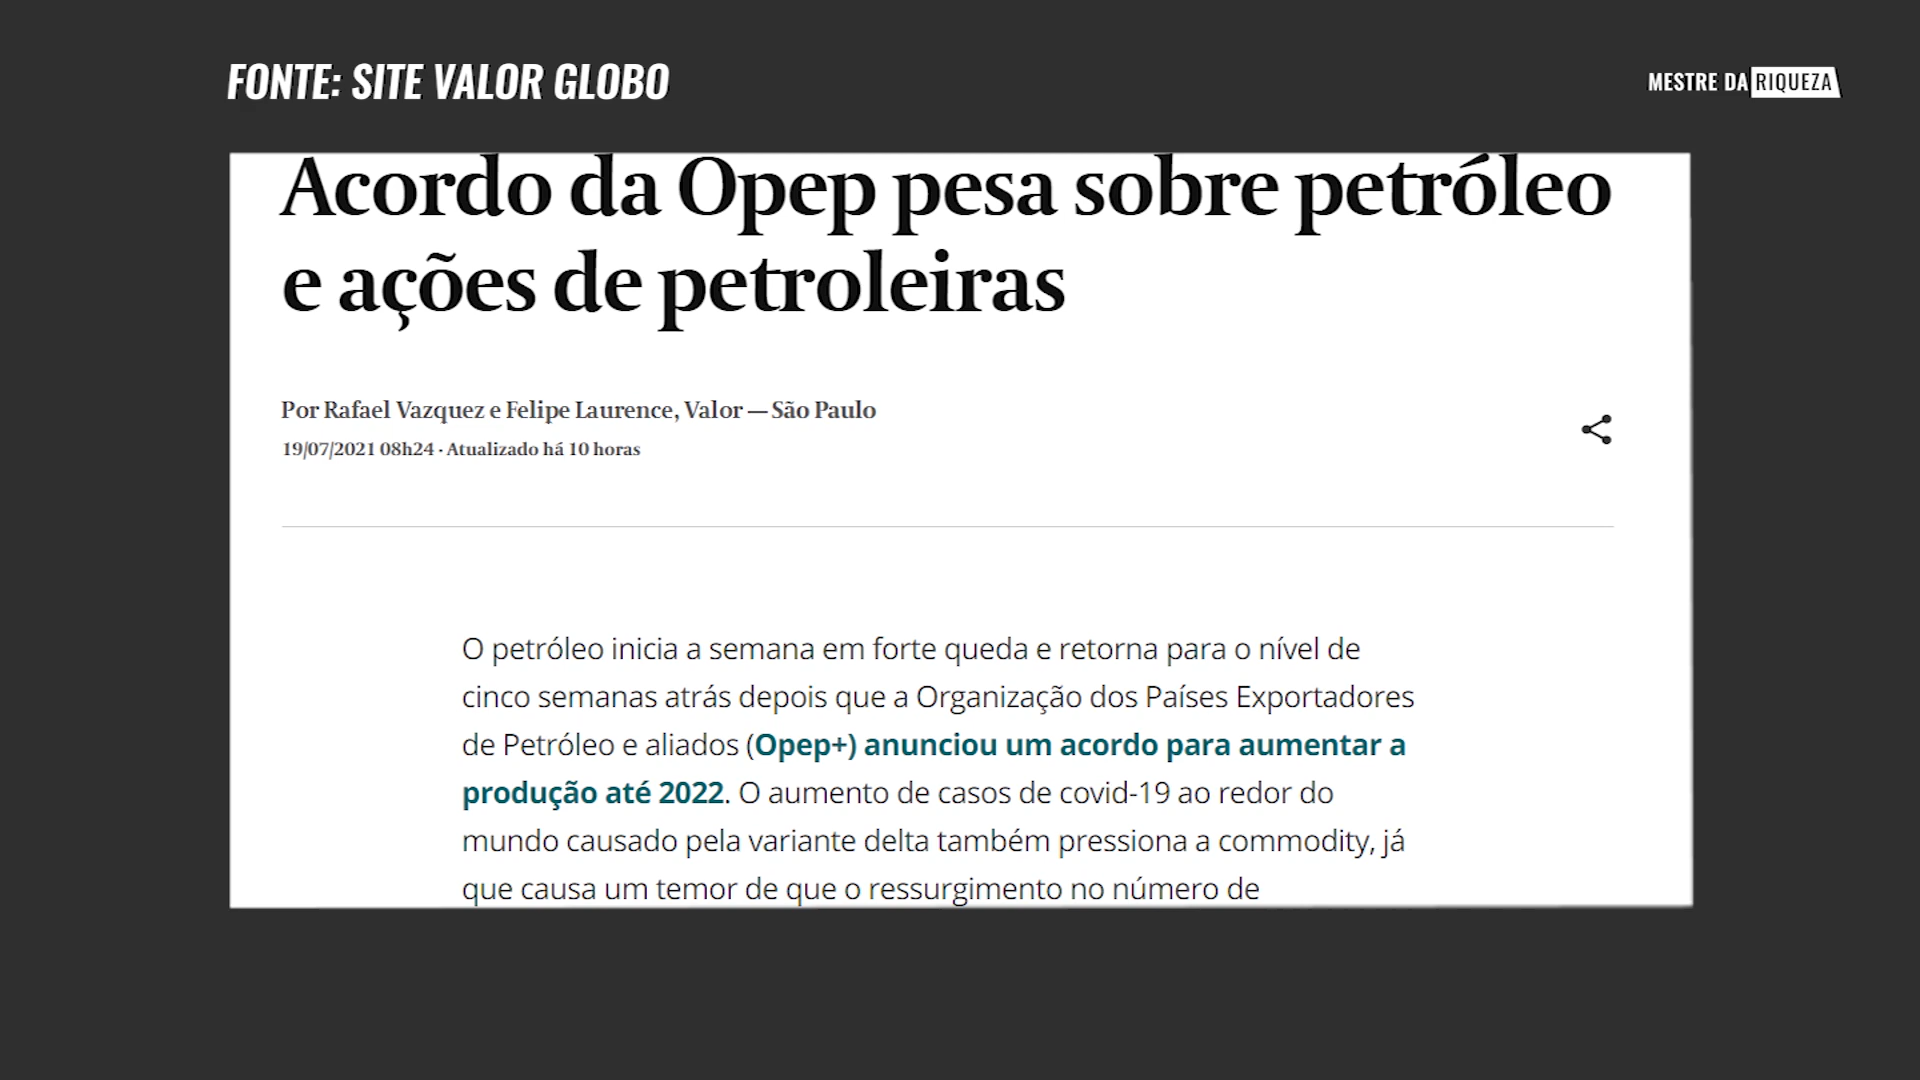 FONTE: SITE VALOR GLOBO
MESTRE DA RIQUEZA
Acordo da Opep pesa sobre petróleo
e ações de petroleiras
Por Rafael Vazquez e Felipe Laurence, Valor — São Paulo
19/07/2021 08h24 · Atualizado há 10 horas
O petróleo inicia a semana em forte queda e retorna para o nível de
cinco semanas atrás depois que a Organização dos Países Exportadores
de Petróleo e aliados (Opep+) anunciou um acordo para aumentar a
produção até 2022. O aumento de casos de covid-19 ao redor do
mundo causado pela variante delta também pressiona a commodity, já
que causa um temor de que o ressurgimento no número de